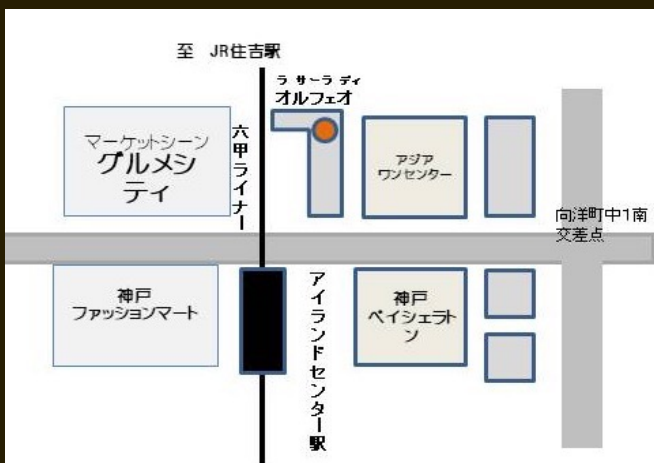 至 JR住吉駅
ラ サーラ ディ
オルフェオ
マーケットシーン
グルメシ
ティ
六甲ライナー
アジア
ワンセンター
向洋町中1南
交差点
神戸
ファッションマート
アイランドセンター駅
神戸
ベイシェラト
ン